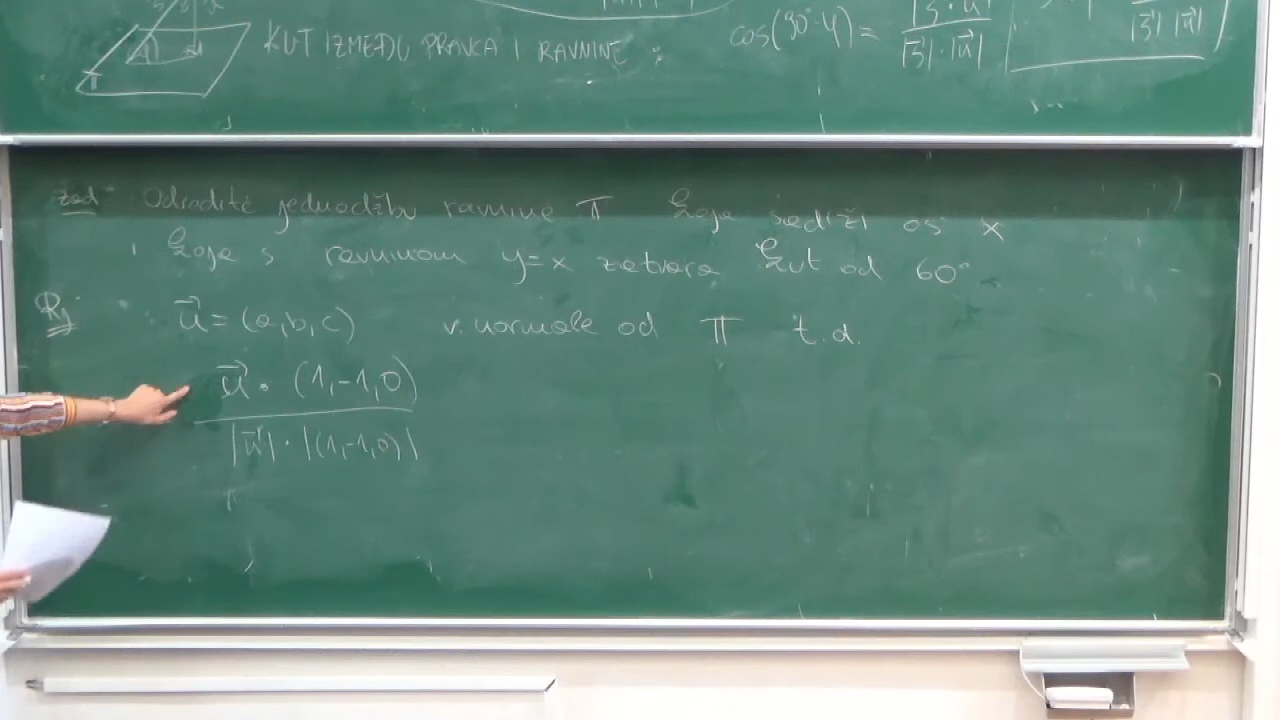 KUT IZMEĐU PRAVCA I RAVNINE :
π
cos(90°-φ) = |s⃗ · u⃗| / |s⃗| · |u⃗|
|s⃗| |u⃗|
zad Odredite jednadžbu ravnine π koja sadrži os x
i koja s ravninom y=x zatvara kut od 60°
Rj u⃗ = (a,b,c) v. normale od π t.d.
u⃗ · (1,-1,0)
|u⃗| · |(1,-1,0)|